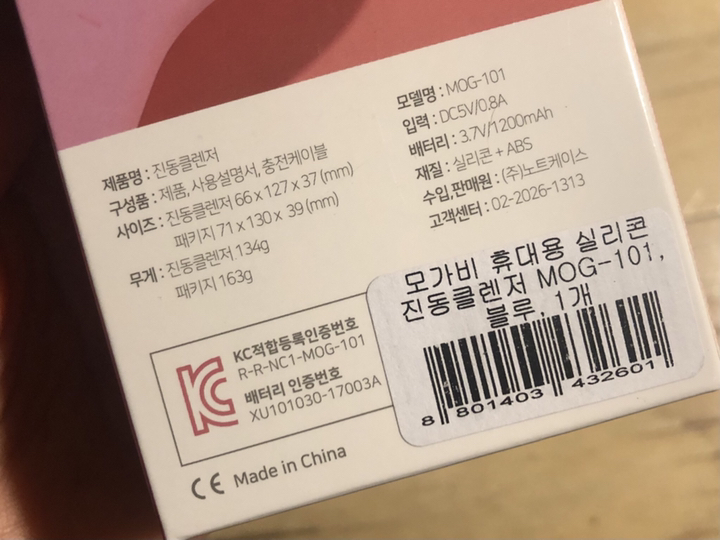 제품명 : 진동클렌저
구성품 : 제품, 사용설명서, 충전케이블
사이즈 : 진동클렌저 66 x 127 x 37 (mm)
패키지 71 x 130 x 39 (mm)
무게 : 진동클렌저 134g
패키지 163g
모델명 : MOG-101
입력 : DC5V/0.8A
배터리 : 3.7V/1200mAh
재질 : 실리콘 + ABS
수입,판매원 : (주)노트케이스
고객센터 : 02-2026-1313
KC적합등록인증번호
R-R-NC1-MOG-101
배터리 인증번호
XU101030-17003A
CE Made in China
모가비 휴대용 실리콘
진동클렌저 MOG-101,
블루, 1개
8 801403 432601